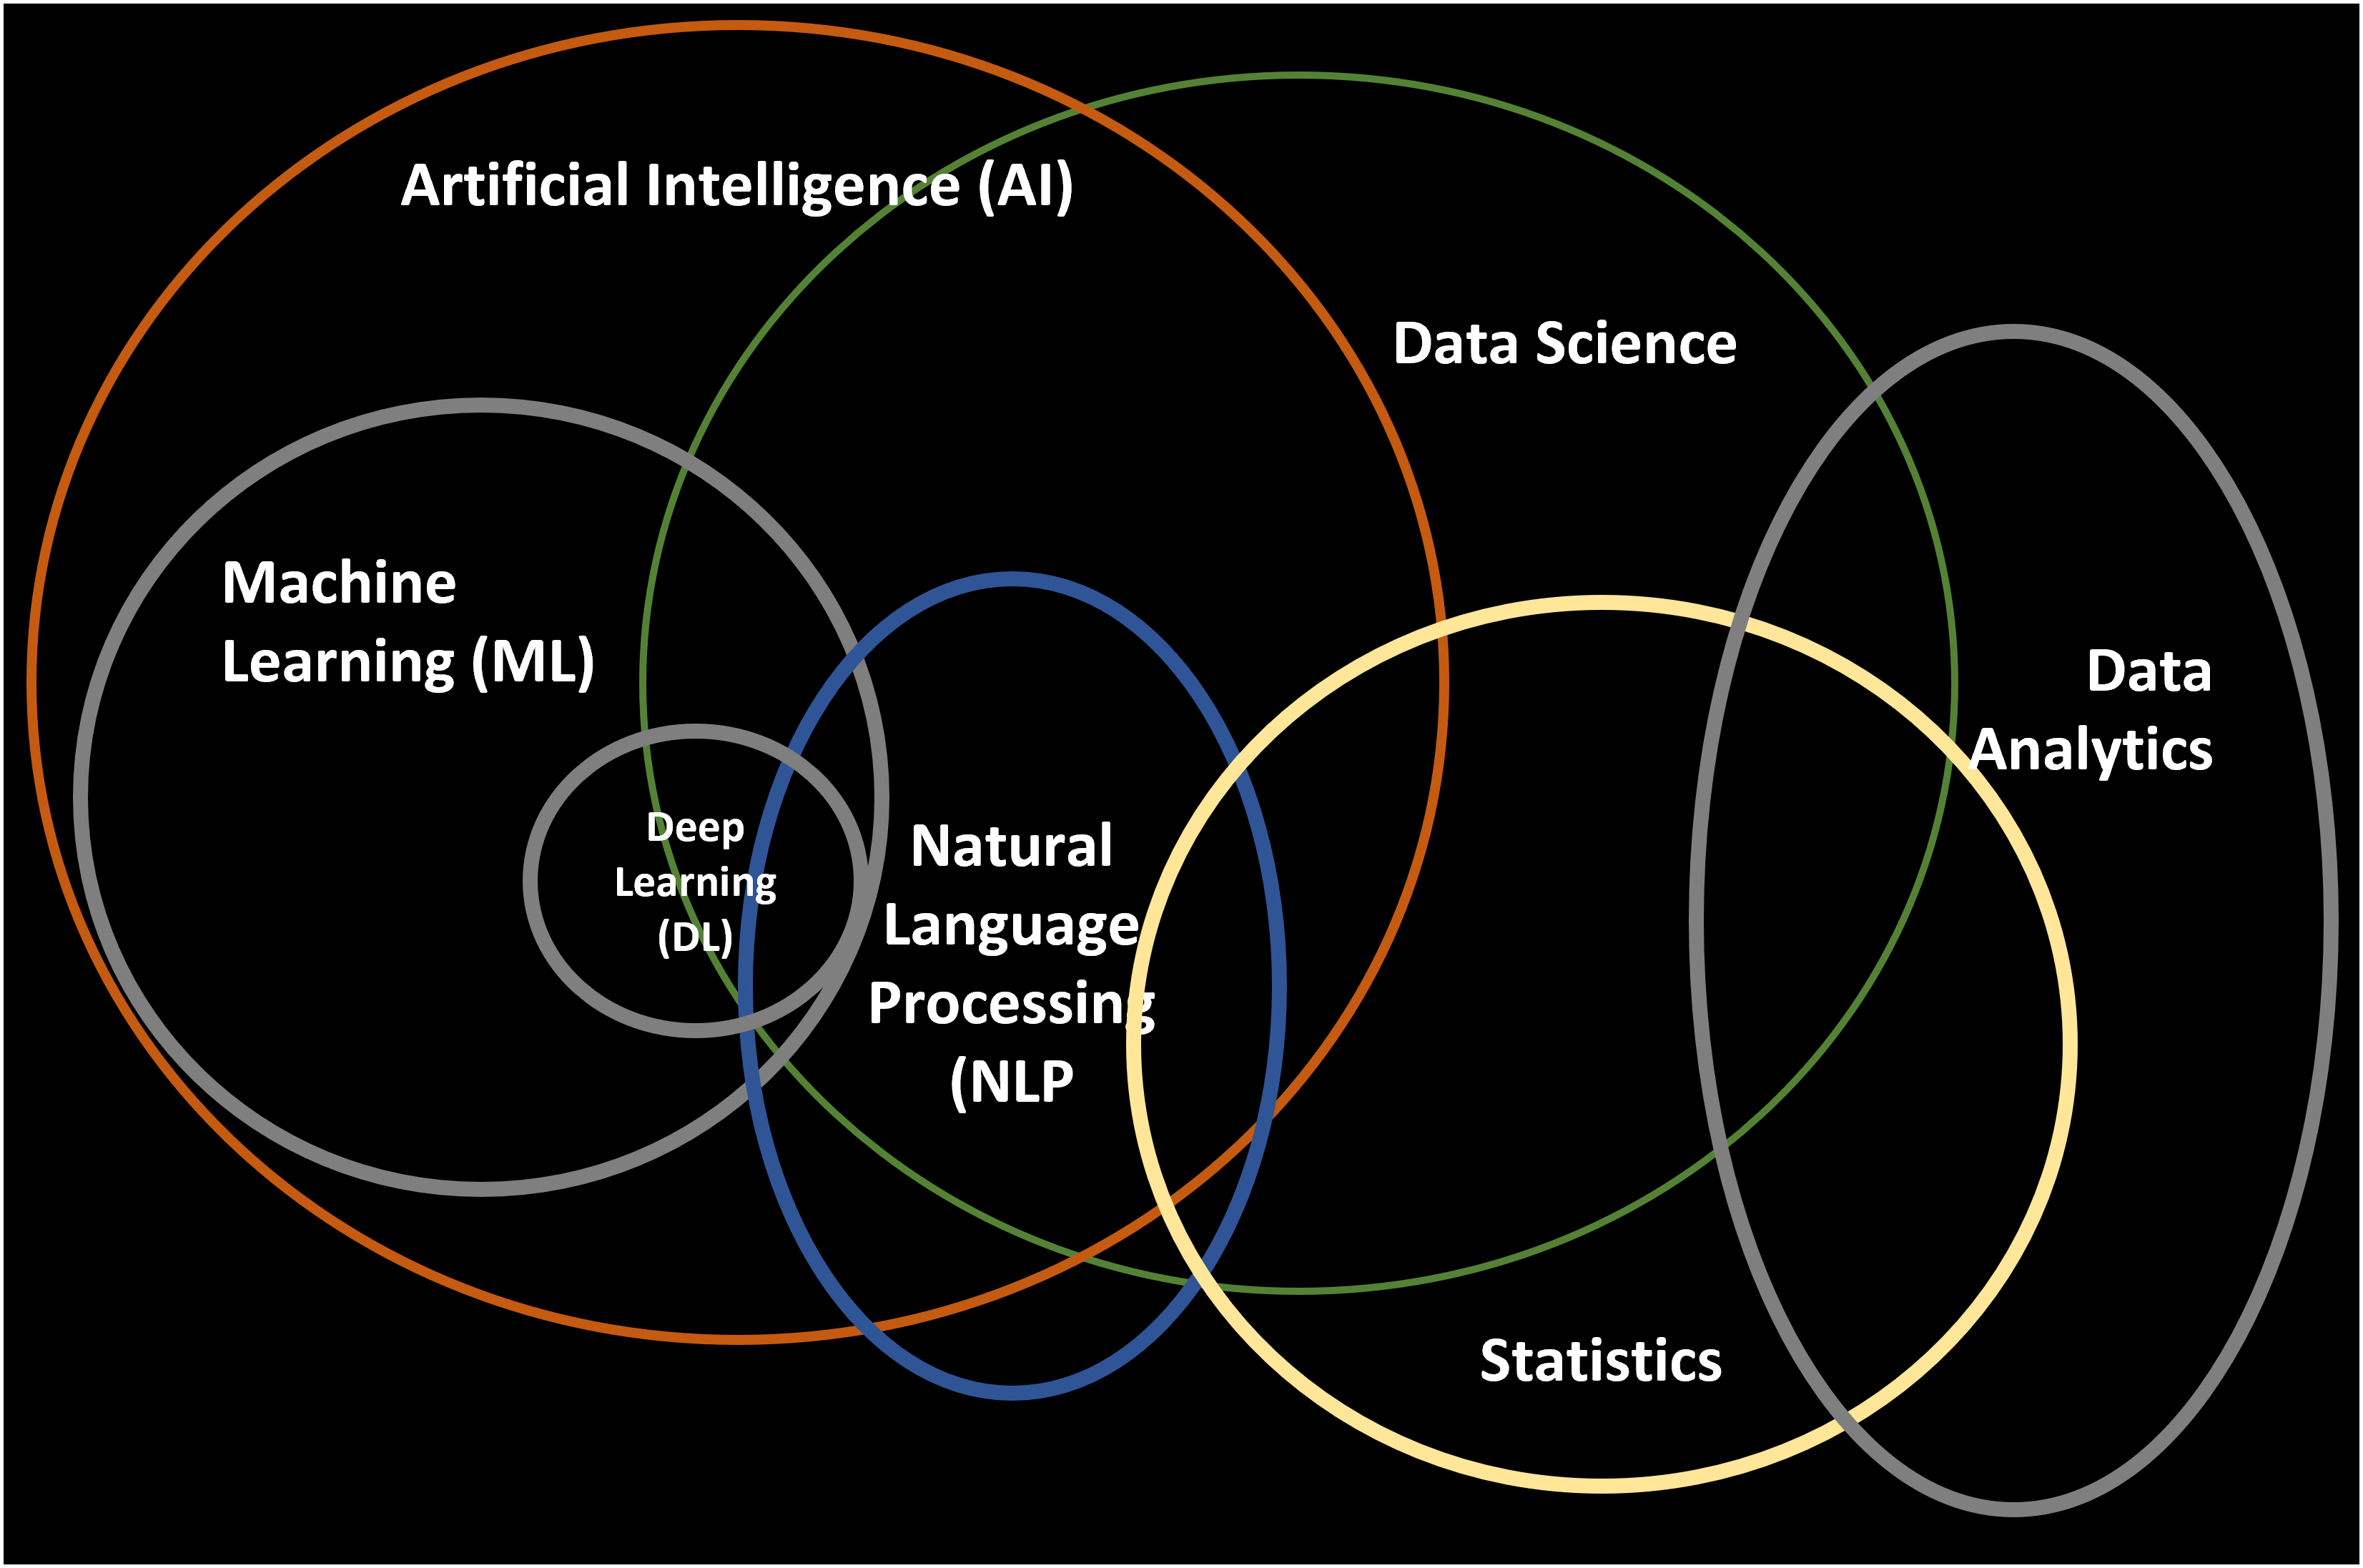 Artificial Intelligence (AI)
Data Science
Machine
Learning (ML)
Data
Analytics
Deep
Learning
(DL)
Natural
Language
Processing
(NLP
Statistics